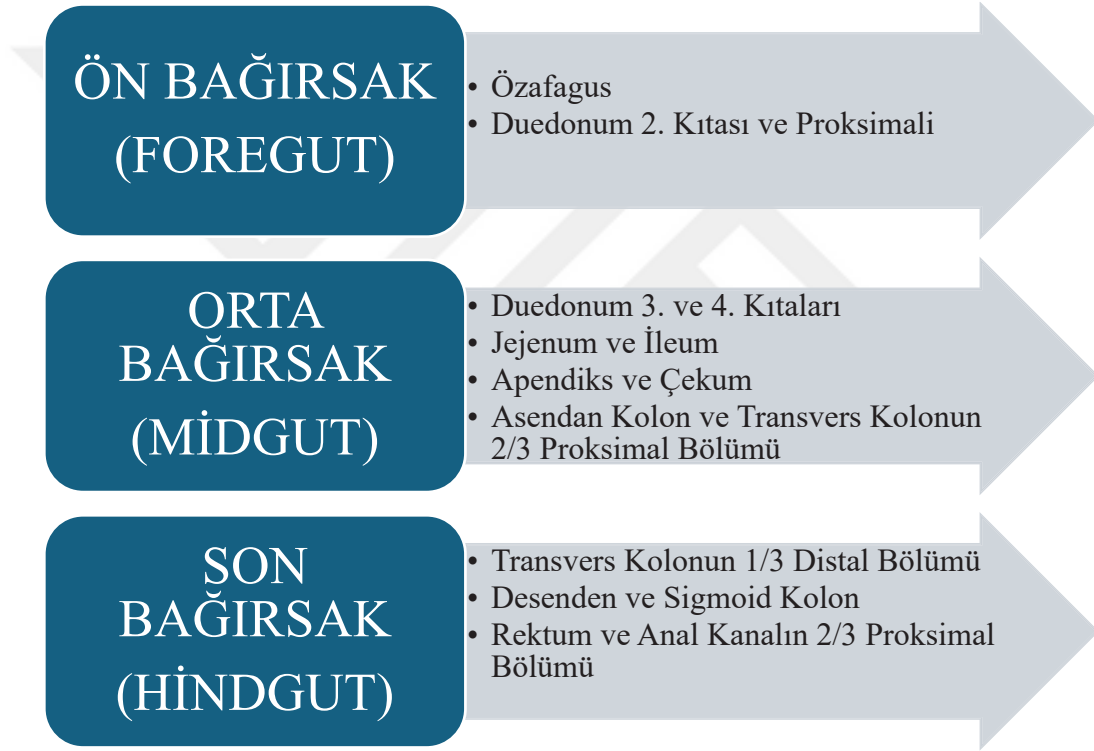 ÖN BAĞIRSAK
(FOREGUT)
• Özafagus
• Duedonum 2. Kıtası ve Proksimali
ORTA
BAĞIRSAK
(MİDGUT)
• Duedonum 3. ve 4. Kıtaları
• Jejenum ve İleum
• Apendiks ve Çekum
• Asendan Kolon ve Transvers Kolonun
2/3 Proksimal Bölümü
SON
BAĞIRSAK
(HİNDGUT)
• Transvers Kolonun 1/3 Distal Bölümü
• Desenden ve Sigmoid Kolon
• Rektum ve Anal Kanalın 2/3 Proksimal
Bölümü